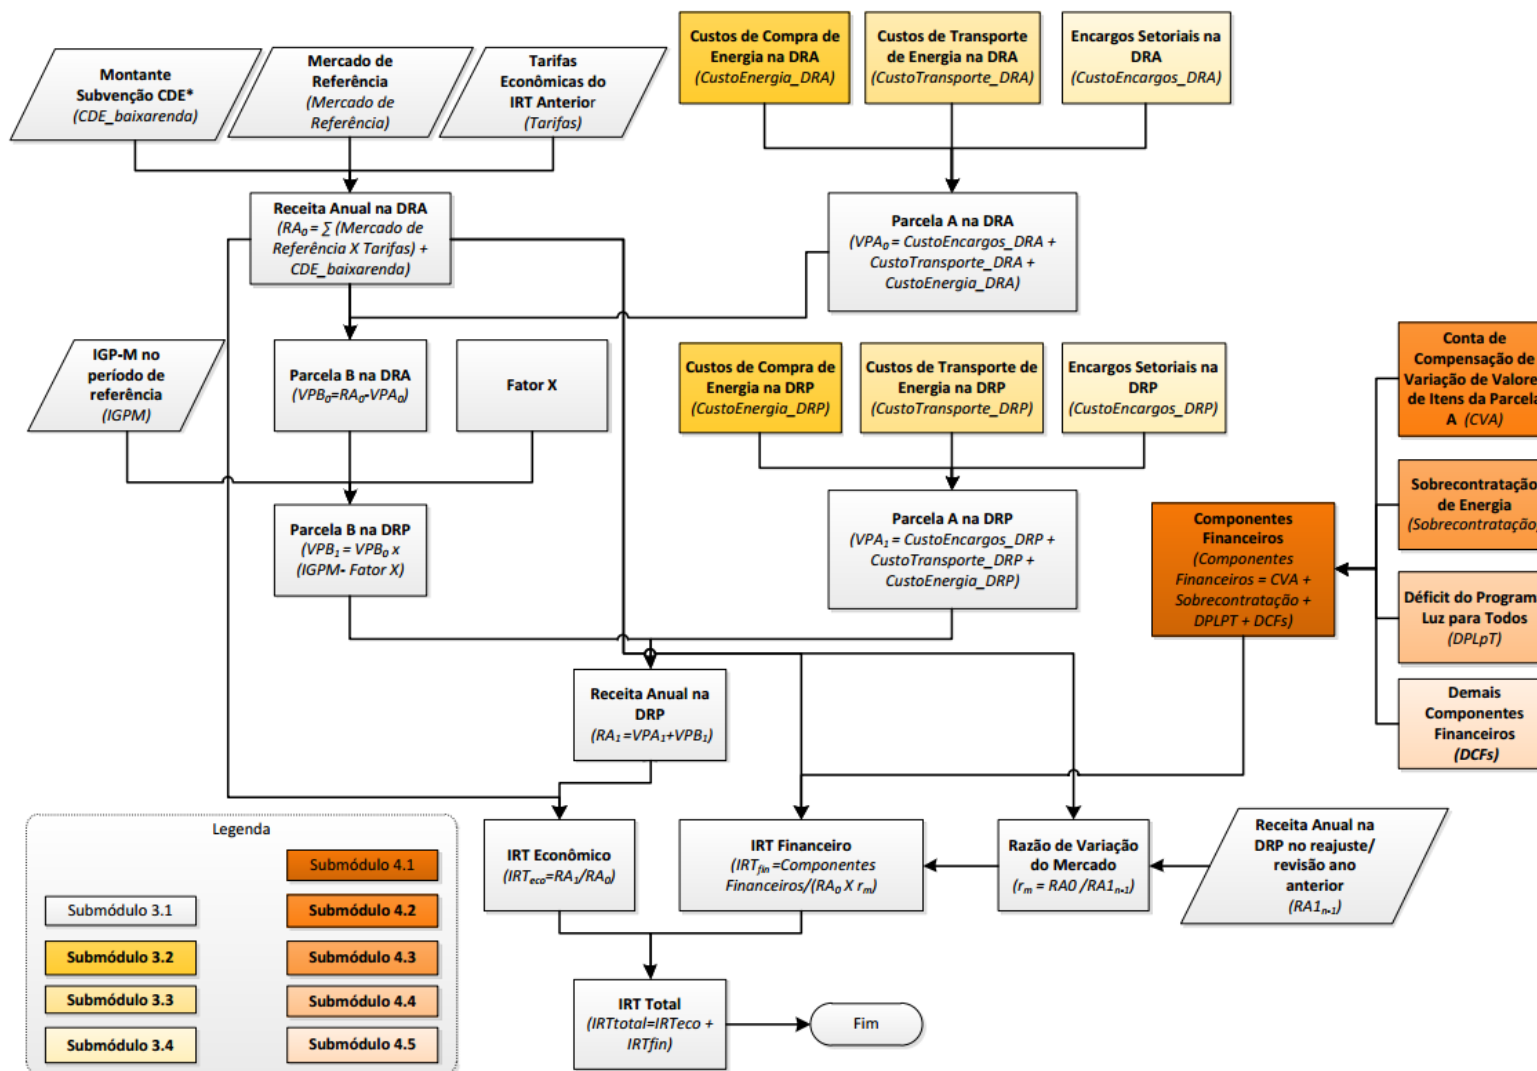 Montante
Subvenção CDE*
(CDE_baixarenda)
Mercado de
Referência
(Mercado de
Referência)
Tarifas
Econômicas do
IRT Anterior
(Tarifas)
Custos de Compra de
Energia na DRA
(CustoEnergia_DRA)
Custos de Transporte
de Energia na DRA
(CustoTransporte_DRA)
Encargos Setoriais na
DRA
(CustoEncargos_DRA)
Receita Anual na DRA
(RA₀ = ∑ (Mercado de
Referência X Tarifas) +
CDE_baixarenda)
Parcela A na DRA
(VPA₀ = CustoEncargos_DRA +
CustoTransporte_DRA +
CustoEnergia_DRA)
IGP-M no
período de
referência
(IGPM)
Parcela B na DRA
(VPB₀=RA₀-VPA₀)
Fator X
Custos de Compra de
Energia na DRP
(CustoEnergia_DRP)
Custos de Transporte de
Energia na DRP
(CustoTransporte_DRP)
Encargos Setoriais na
DRP
(CustoEncargos_DRP)
Conta de
Compensação de
Variação de Valores
de Itens da Parcela
A (CVA)
Parcela B na DRP
(VPB₁ = VPB₀ x
(IGPM- Fator X)
Parcela A na DRP
(VPA₁ = CustoEncargos_DRP +
CustoTransporte_DRP +
CustoEnergia_DRP)
Componentes
Financeiros
(Componentes
Financeiros = CVA +
Sobrecontratação +
DPLPT + DCFs)
Sobrecontratação
de Energia
(Sobrecontratação)
Déficit do Program
Luz para Todos
(DPLpT)
Demais
Componentes
Financeiros
(DCFs)
Receita Anual na
DRP
(RA₁ =VPA₁+VPB₁)
IRT Econômico
(IRTeco=RA₁/RA₀)
IRT Financeiro
(IRTfin =Componentes
Financeiros/(RA₀ X rm)
Razão de Variação
do Mercado
(rm = RA0 /RA1n-1)
Receita Anual na
DRP no reajuste/
revisão ano
anterior
(RA1n-1)
IRT Total
(IRTtotal=IRTeco +
IRTfin)
Fim
Legenda
Submódulo 3.1
Submódulo 3.2
Submódulo 3.3
Submódulo 3.4
Submódulo 4.1
Submódulo 4.2
Submódulo 4.3
Submódulo 4.4
Submódulo 4.5